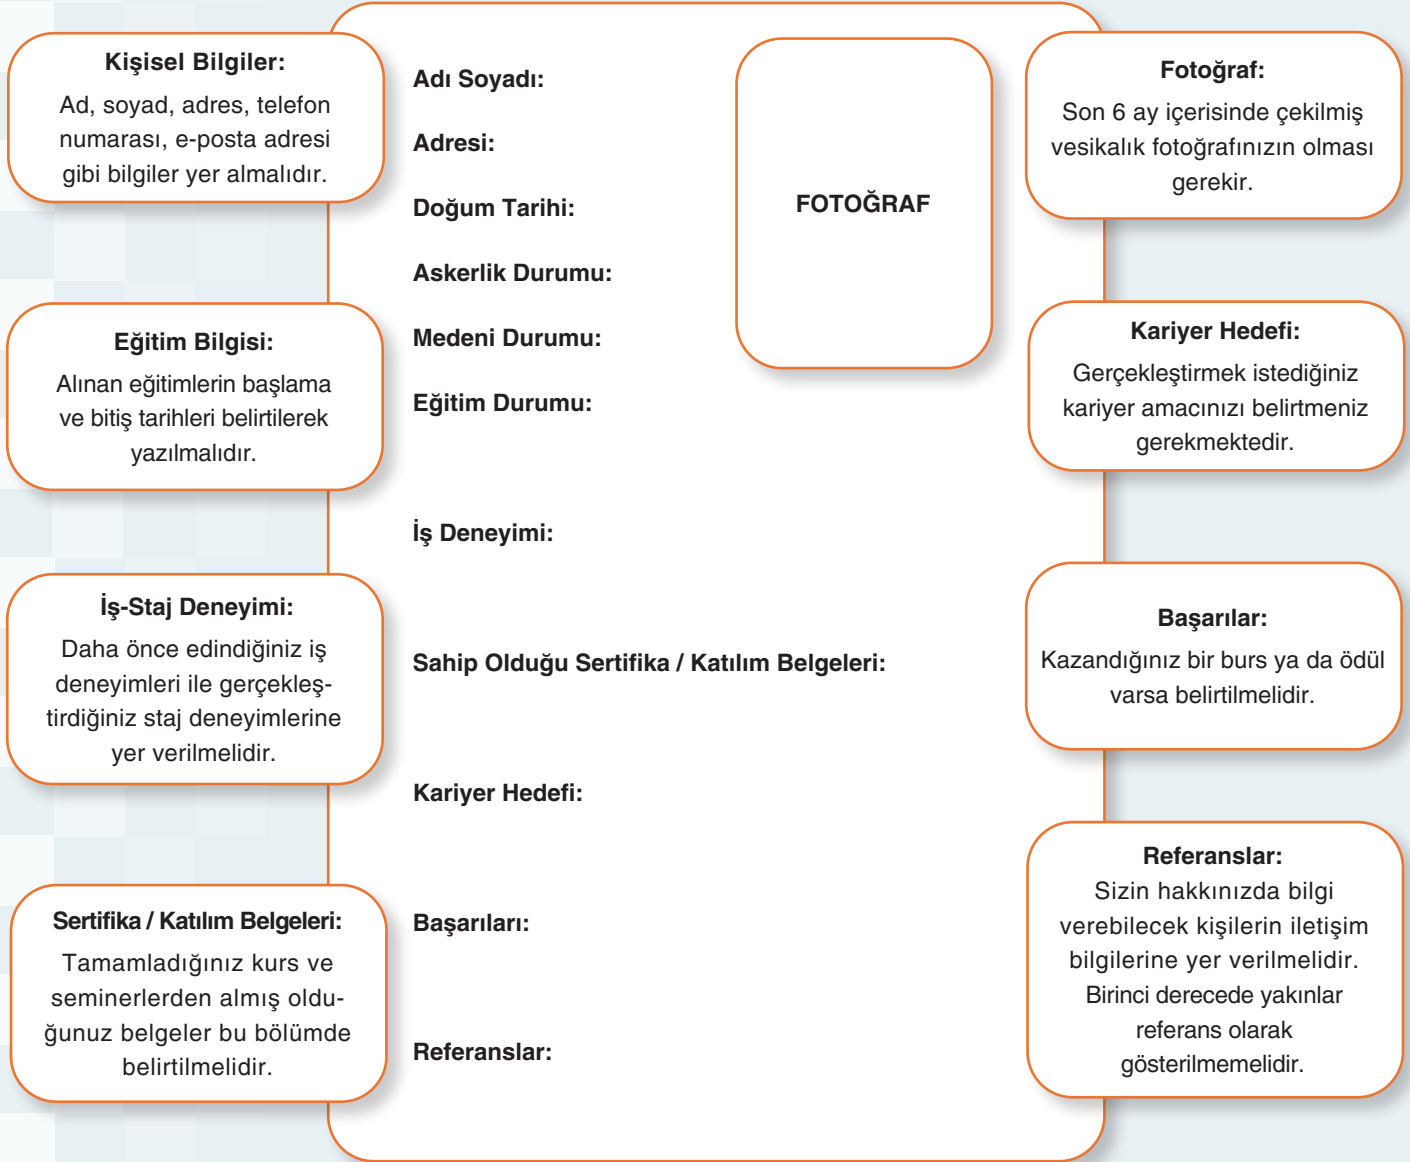 Kişisel Bilgiler:
Ad, soyad, adres, telefon
numarası, e-posta adresi
gibi bilgiler yer almalıdır.
Eğitim Bilgisi:
Alınan eğitimlerin başlama
ve bitiş tarihleri belirtilerek
yazılmalıdır.
İş-Staj Deneyimi:
Daha önce edindiğiniz iş
deneyimleri ile gerçekleş-
tirdiğiniz staj deneyimlerine
yer verilmelidir.
Sertifika / Katılım Belgeleri:
Tamamladığınız kurs ve
seminerlerden almış oldu-
ğunuz belgeler bu bölümde
belirtilmelidir.
Adı Soyadı:
Adresi:
Doğum Tarihi:
Askerlik Durumu:
Medeni Durumu:
Eğitim Durumu:
İş Deneyimi:
Sahip Olduğu Sertifika / Katılım Belgeleri:
Kariyer Hedefi:
Başarıları:
Referanslar:
FOTOĞRAF
Fotoğraf:
Son 6 ay içerisinde çekilmiş
vesikalık fotoğrafınızın olması
gerekir.
Kariyer Hedefi:
Gerçekleştirmek istediğiniz
kariyer amacınızı belirtmeniz
gerekmektedir.
Başarılar:
Kazandığınız bir burs ya da ödül
varsa belirtilmelidir.
Referanslar:
Sizin hakkınızda bilgi
verebilecek kişilerin iletişim
bilgilerine yer verilmelidir.
Birinci derecede yakınlar
referans olarak
gösterilmemelidir.